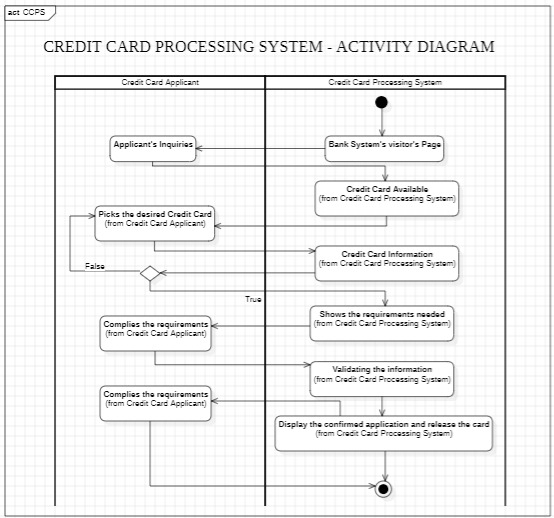 act CCPS
CREDIT CARD PROCESSING SYSTEM - ACTIVITY DIAGRAM
Credit Card Applicant
Credit Card Processing System
Applicant's Inquiries
Bank System's visitor's Page
Credit Card Available
(from Credit Card Processing System)
Picks the desired Credit Card
(from Credit Card Applicant)
Credit Card Information
(from Credit Card Processing System)
False
True
Shows the requirements needed
(from Credit Card Processing System)
Complies the requirements
(from Credit Card Applicant)
Validating the information
(from Credit Card Processing System)
Complies the requirements
(from Credit Card Applicant)
Display the confirmed application and release the card
(from Credit Card Processing System)